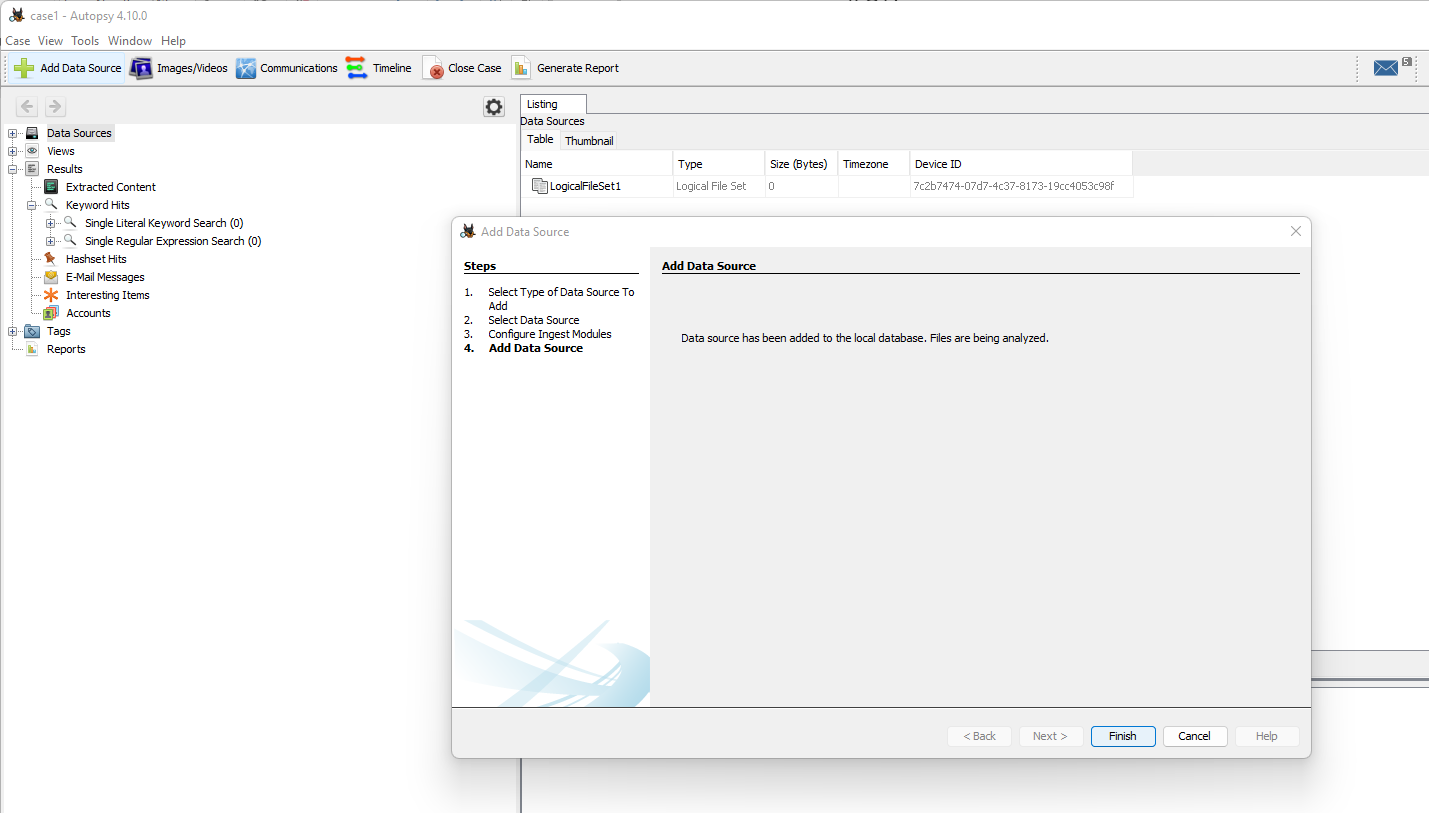 case1 - Autopsy 4.10.0
Case View Tools Window Help
Add Data Source Images/Videos Communications Timeline Close Case Generate Report 5
Listing
Data Sources
Table Thumbnail
Name Type Size (Bytes) Timezone Device ID
LogicalFileSet1 Logical File Set 0 7c2b7474-07d7-4c37-8173-19cc4053c98f
Data Sources
Views
Results
Extracted Content
Keyword Hits
Single Literal Keyword Search (0)
Single Regular Expression Search (0)
Hashset Hits
E-Mail Messages
Interesting Items
Accounts
Tags
Reports
Add Data Source
Steps
1. Select Type of Data Source To
Add
2. Select Data Source
3. Configure Ingest Modules
4. Add Data Source
Add Data Source
Data source has been added to the local database. Files are being analyzed.
< Back Next > Finish Cancel Help